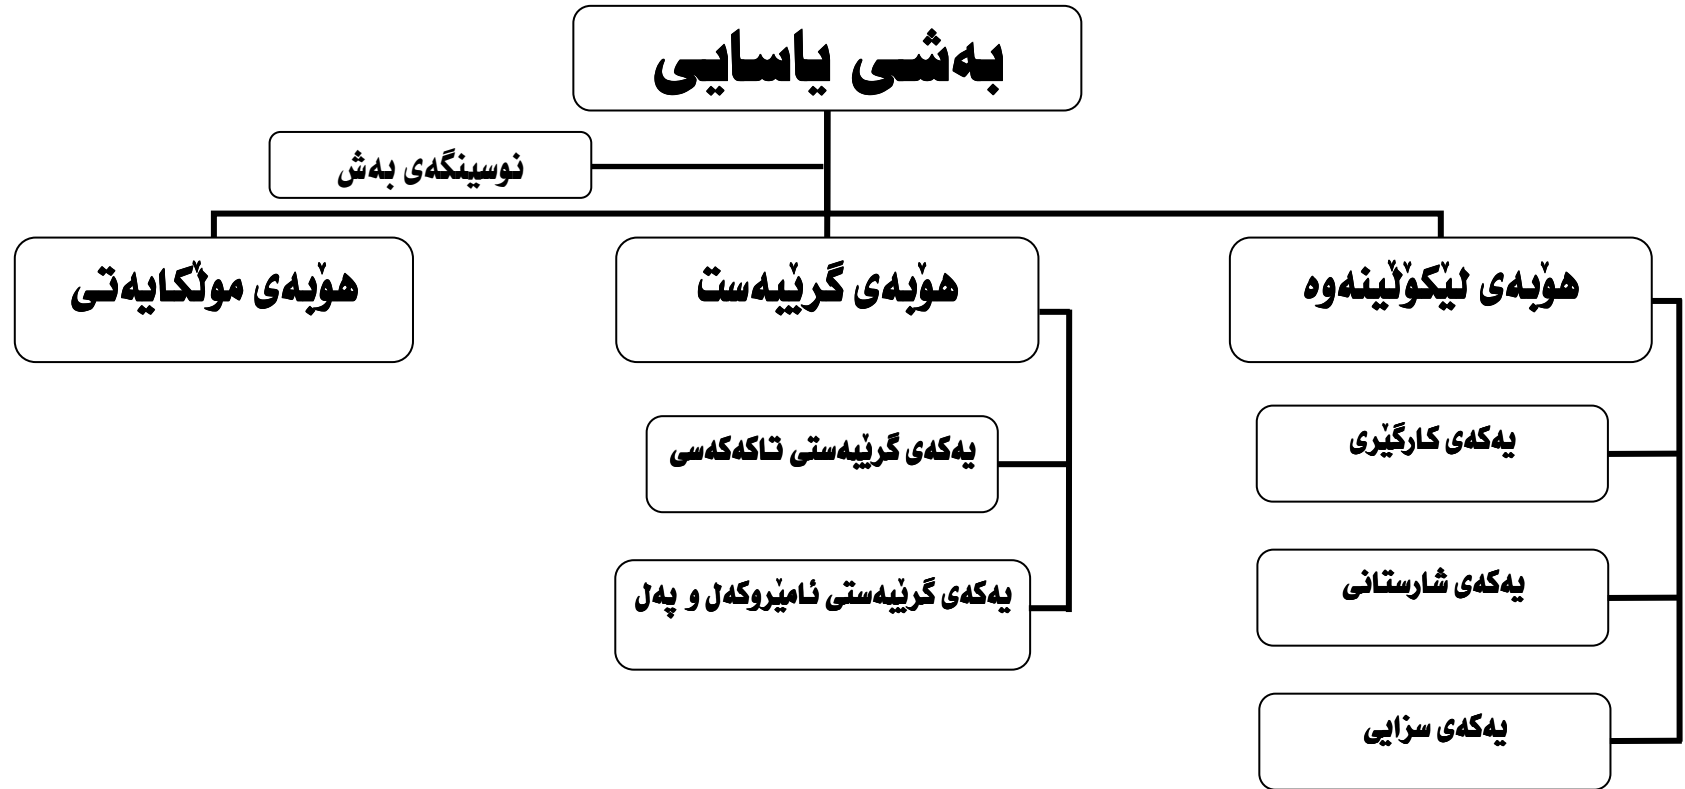 بەشی یاسایی
نوسینگەی بەش
هۆبەی لێکۆڵینەوە
هۆبەی گرێبەست
هۆبەی موڵکایەتی
یەکەی کارگێری
یەکەی گرێبەستی تاکەکەسی
یەکەی شارستانی
یەکەی گرێبەستی ئامێروکەل و پەل
یەکەی سزایی